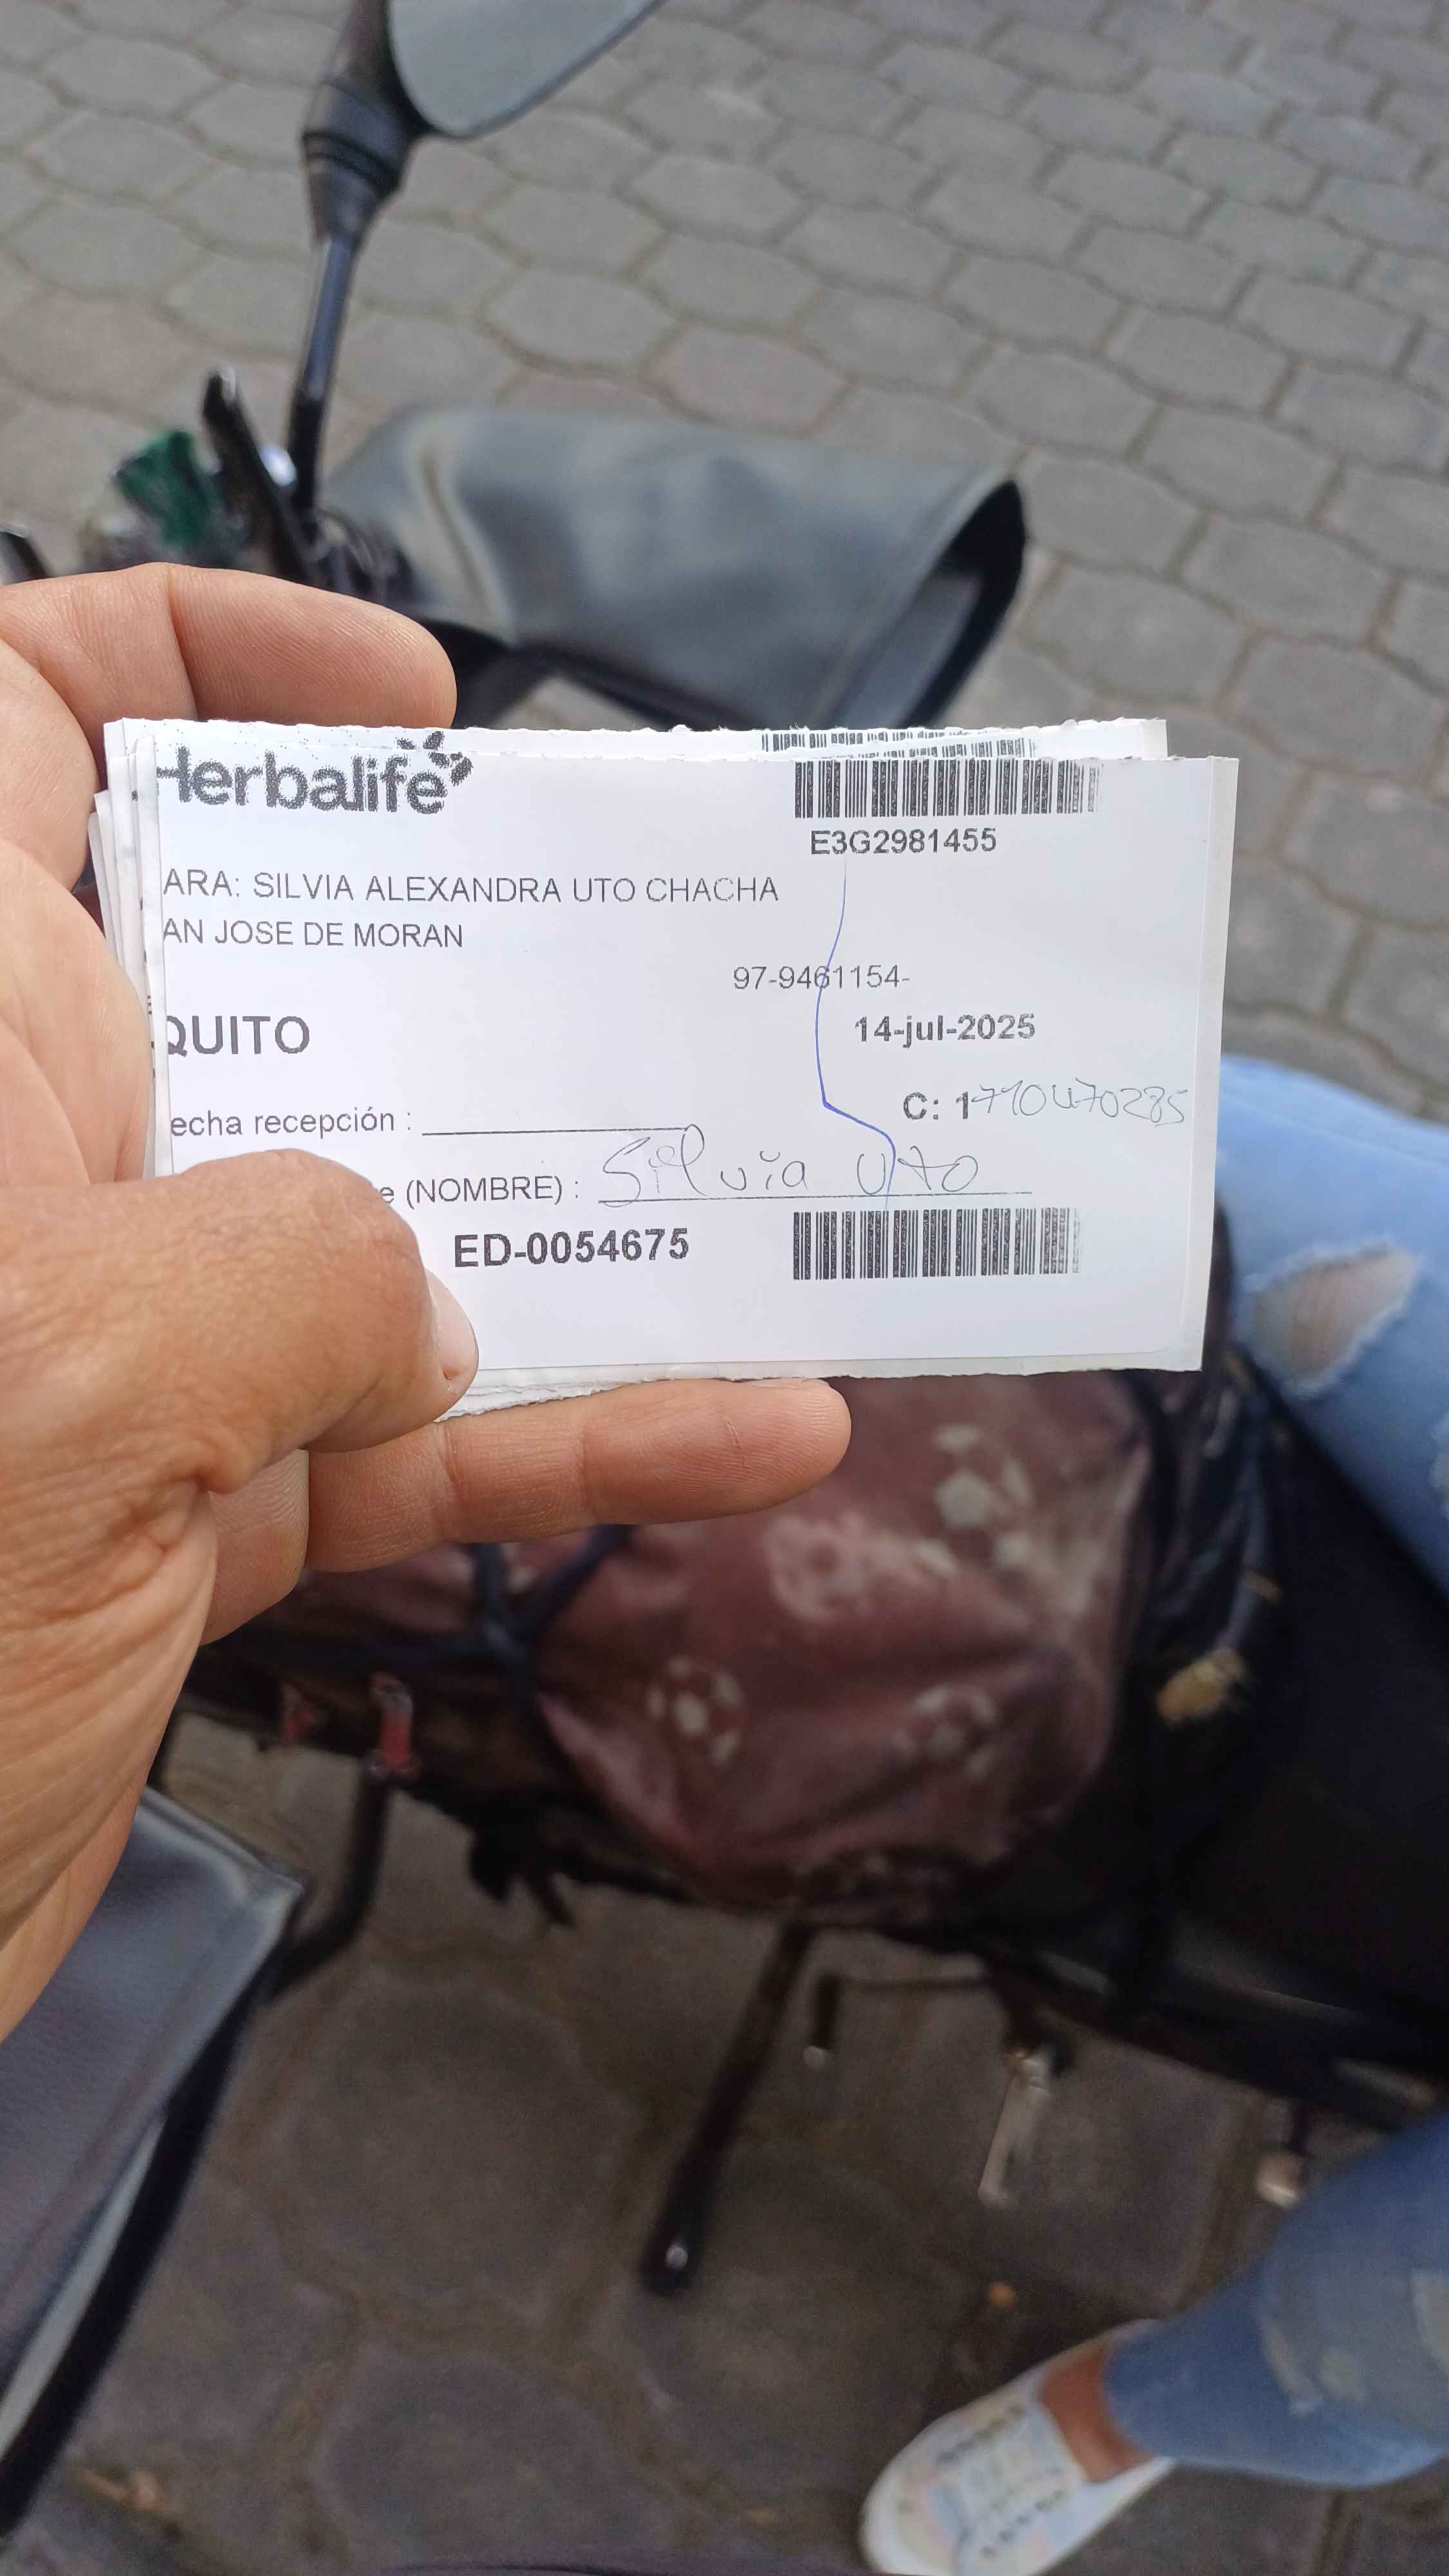 Herbalife
E3G2981455
ARA: SILVIA ALEXANDRA UTO CHACHA
AN JOSE DE MORAN
97-9461154-
QUITO
14-jul-2025
C: 1710470285
echa recepción :
e (NOMBRE) : Silvia Uto
ED-0054675